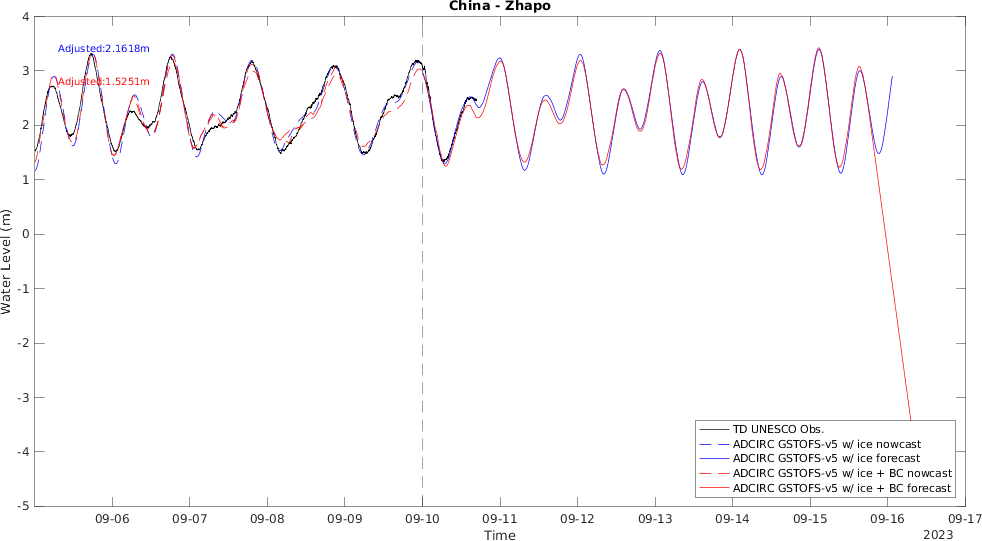 China - Zhapo
Adjusted:2.1618m
Adjusted:1.5251m
Water Level (m)
4
3
2
1
0
-1
-2
-3
-4
-5
TD UNESCO Obs.
ADCIRC GSTOFS-v5 w/ ice nowcast
ADCIRC GSTOFS-v5 w/ ice forecast
ADCIRC GSTOFS-v5 w/ ice + BC nowcast
ADCIRC GSTOFS-v5 w/ ice + BC forecast
09-06 09-07 09-08 09-09 09-10 09-11 09-12 09-13 09-14 09-15 09-16 09-17
Time
2023